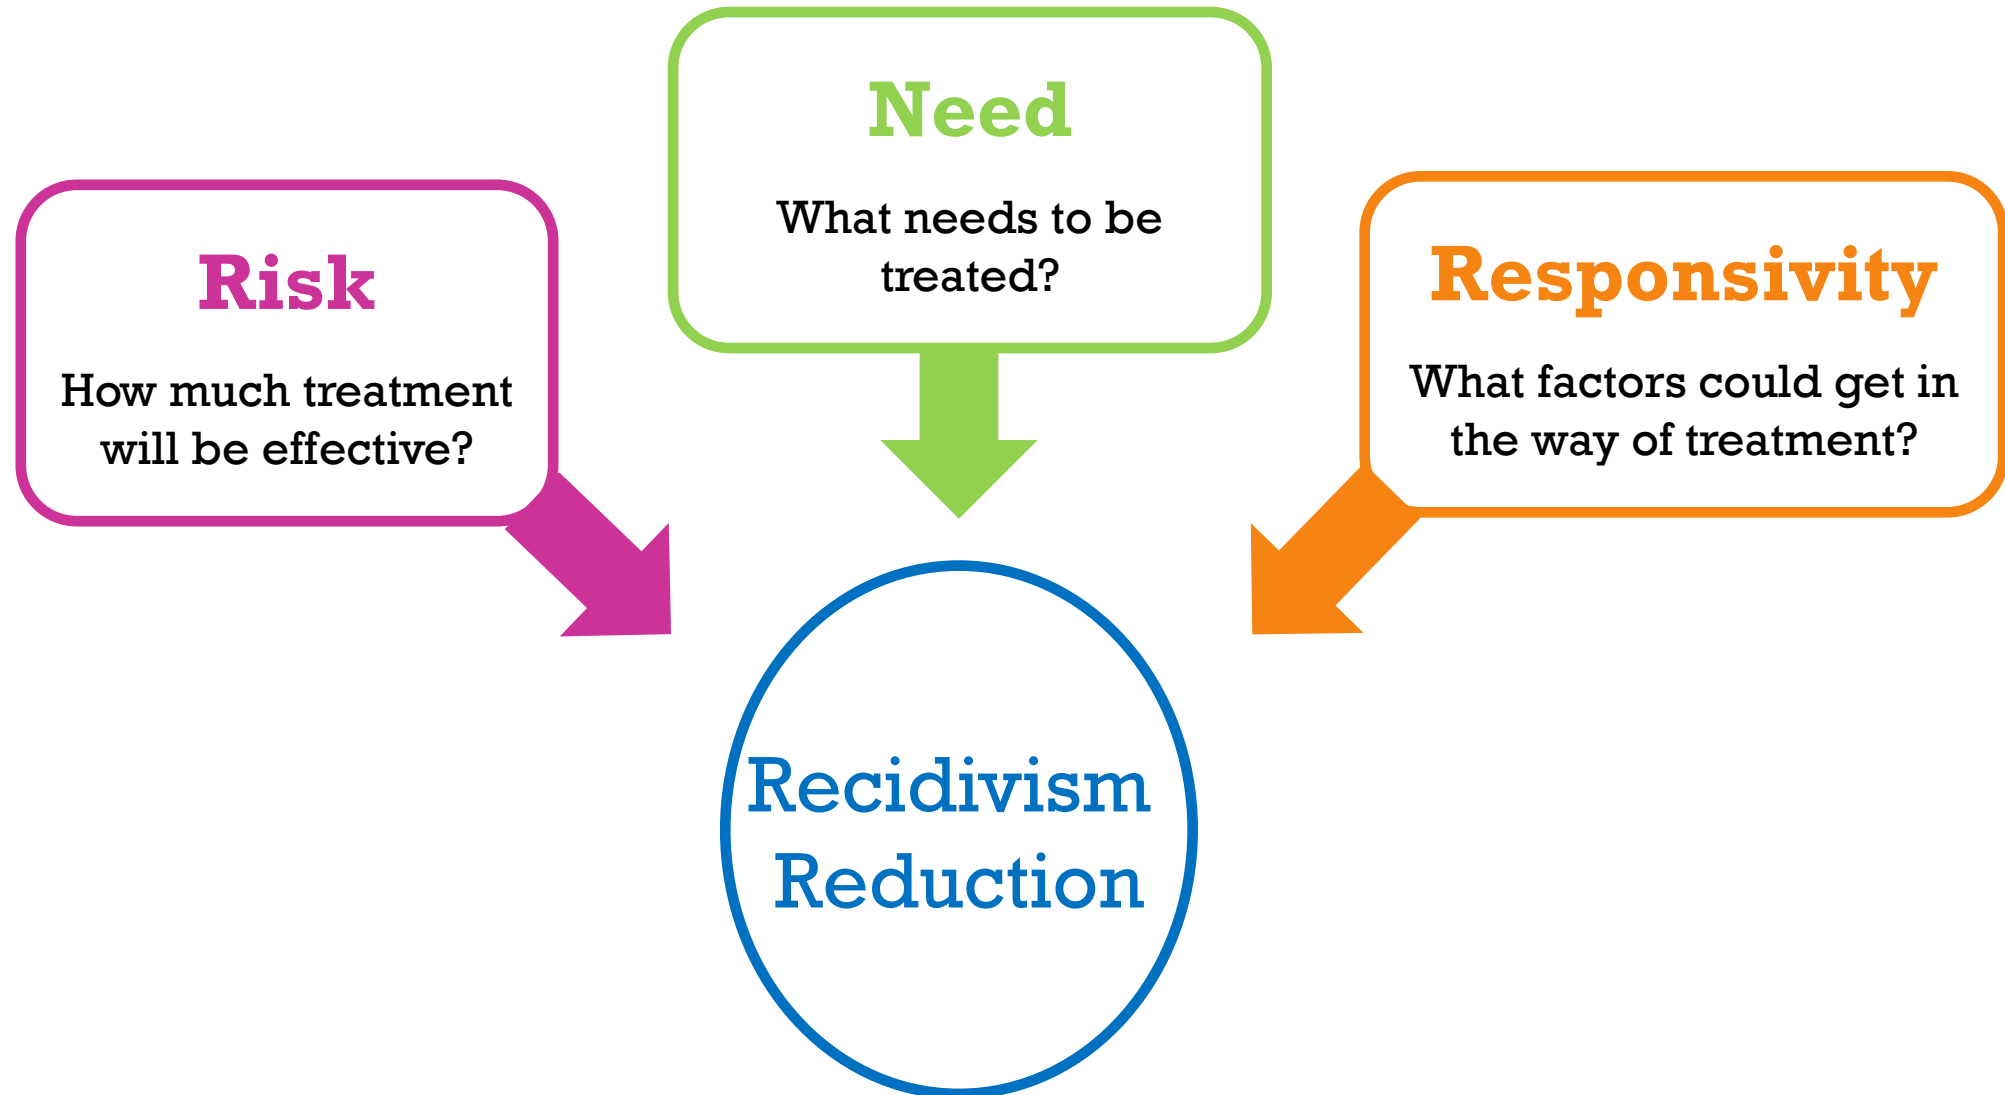 Risk
How much treatment
will be effective?
Need
What needs to be
treated?
Responsivity
What factors could get in
the way of treatment?
Recidivism
Reduction